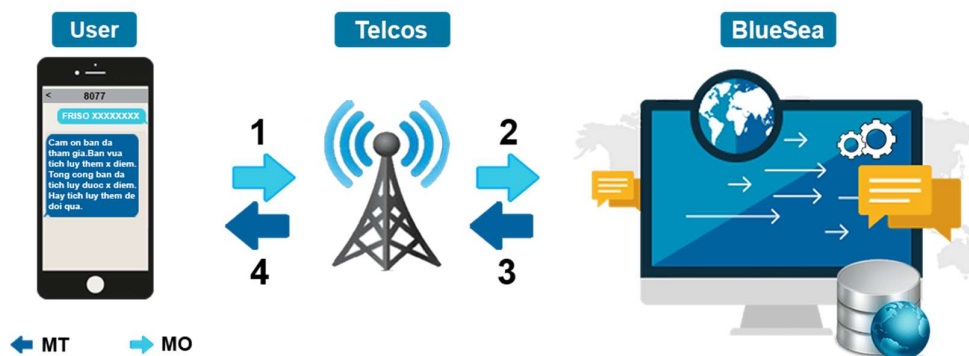 User
Telcos
BlueSea
<
8077
FRISO XXXXXXXX
Cam on ban da
tham gia.Ban vua
tich luy them x diem.
Tong cong ban da
tich luy duoc x diem.
Hay tich luy them de
doi qua.
1
2
4
3
MT
MO